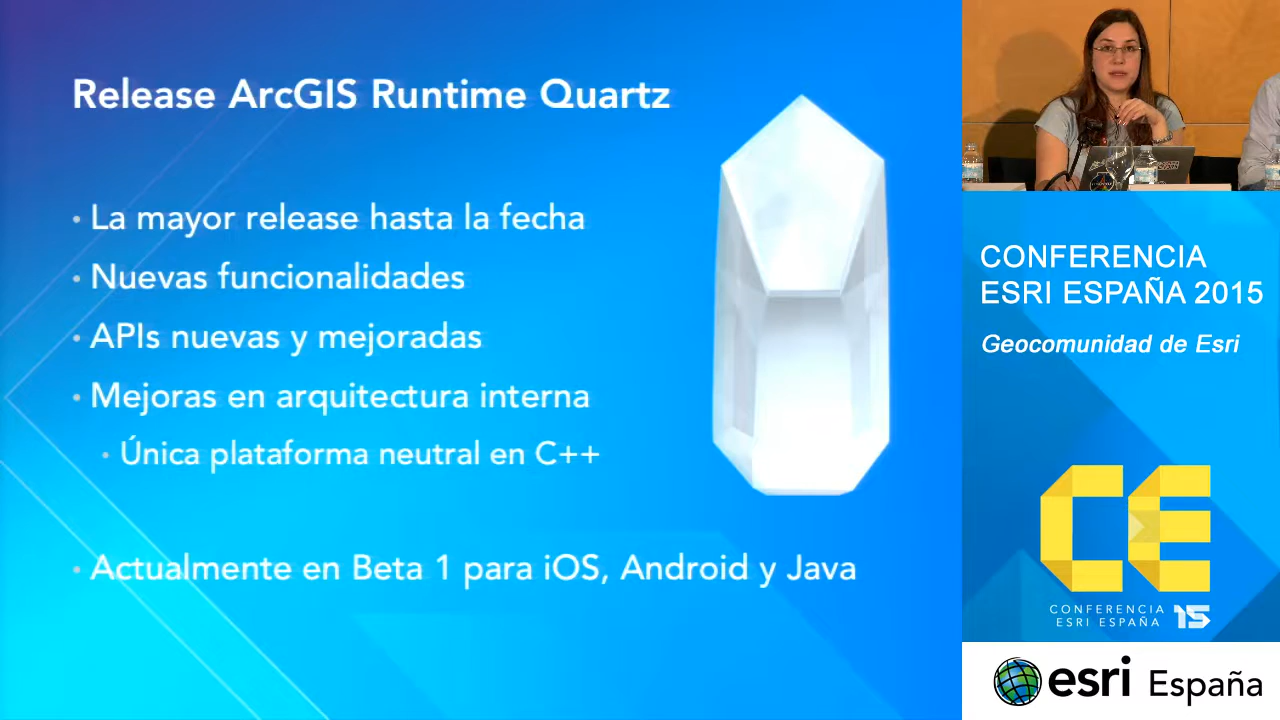 Release ArcGIS Runtime Quartz
• La mayor release hasta la fecha
• Nuevas funcionalidades
• APIs nuevas y mejoradas
• Mejoras en arquitectura interna
• Única plataforma neutral en C++
• Actualmente en Beta 1 para iOS, Android y Java
CONFERENCIA
ESRI ESPAÑA 2015
Geocomunidad de Esri
CE
CONFERENCIA
ESRI ESPAÑA 15
esri España